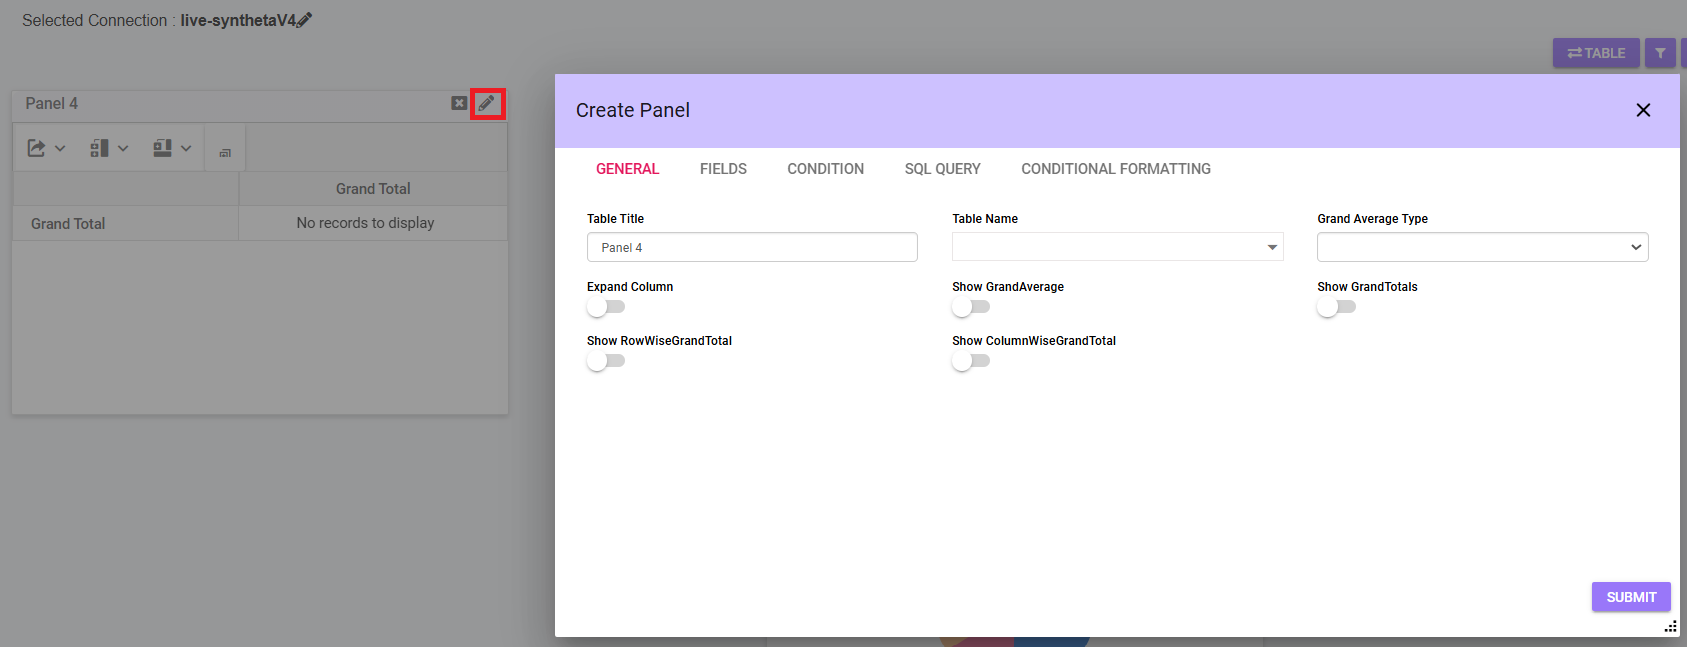 Selected Connection : live-synthetaV4
TABLE
Panel 4
Grand Total
Grand Total No records to display
Create Panel
GENERAL FIELDS CONDITION SQL QUERY CONDITIONAL FORMATTING
Table Title Table Name Grand Average Type
Panel 4
Expand Column Show GrandAverage Show GrandTotals
Show RowWiseGrandTotal Show ColumnWiseGrandTotal
SUBMIT